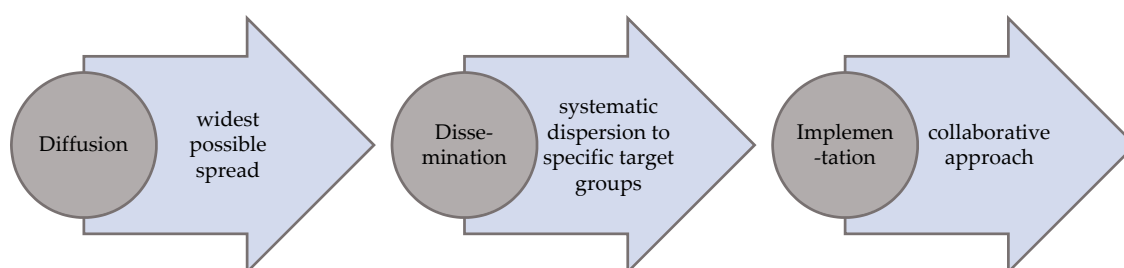 Diffusion
widest
possible
spread
Disse-
mination
systematic
dispersion to
specific target
groups
Implemen
-tation
collaborative
approach